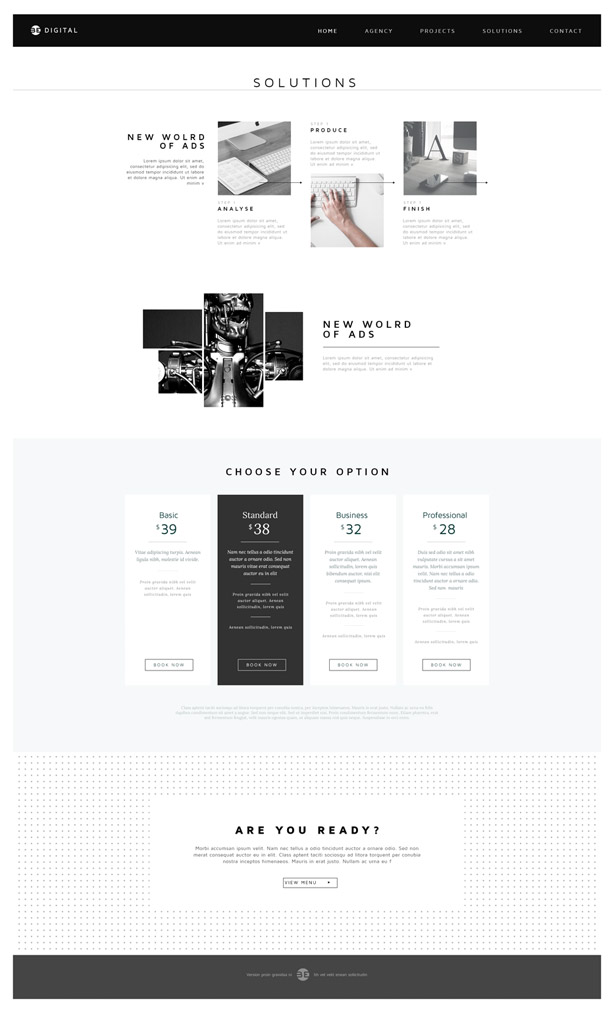 DIGITAL
HOME AGENCY PROJECTS SOLUTIONS CONTACT
SOLUTIONS
NEW WOLRD
OF ADS
Lorem ipsum dolor sit amet,
consectetur adipiscing elit, sed
do eiusmod tempor incididunt ut labore
et dolore magna aliqua. Ut enim ad
minim v.
STEP 1
ANALYSE
Lorem ipsum dolor sit amet,
consectetur adipiscing elit, sed
do eiusmod tempor incididunt ut
labore et dolore magna aliqua.
Ut enim ad minim v.
PRODUCE
Lorem ipsum dolor sit amet,
consectetur adipiscing elit, sed
do eiusmod tempor incididunt ut
labore et dolore magna aliqua.
Ut enim ad minim v.
A
FINISH
Lorem ipsum dolor sit amet,
consectetur adipiscing elit, sed
do eiusmod tempor incididunt ut
labore et dolore magna aliqua.
Ut enim ad minim v.
NEW WOLRD
OF ADS
Lorem ipsum dolor sit amet, consectetur adipiscing
elit, sed do eiusmod tempor incididunt ut labore et
dolore magna aliqua. Ut enim ad minim v.
CHOOSE YOUR OPTION
Basic
$39
Vitae adipiscing turpis. Aenean
ligula nibh, molestie id viverde.
Proin gravida nibh vel velit
auctor aliquet. Aenean
sollicitudin, lorem quis
BOOK NOW
Standard
$38
Nam nec tellus a odio tincidunt
auctor a ornare odio. Sed non
mauris vitae erat consequat
auctor eu in elit
Proin gravida nibh vel velit
auctor aliquet. Aenean
sollicitudin, lorem quis
Aenean sollicitudin, lorem quis
BOOK NOW
Business
$32
Proin gravida nibh vel velit
auctor aliquet. Aenean
sollicitudin, lorem quis
bibendum auctor, nisi elit
consequat ipsum.
Proin gravida nibh vel velit
auctor aliquet. Aenean
sollicitudin, lorem quis
Aenean sollicitudin, lorem quis
BOOK NOW
Professional
$28
Duis sed odio sit amet nibh
vulputate cursus a sit amet
mauris. Morbi accumsan ipsum
velit. Nam nec tellus a odio
tincidunt auctor a ornare odio.
Sed non mauris
Proin gravida nibh vel velit
auctor aliquet. Aenean
sollicitudin, lorem quis
Aenean sollicitudin, lorem quis
BOOK NOW
ARE YOU READY?
Morbi accumsan ipsum velit. Nam nec tellus a odio tincidunt auctor a ornare odio. Sed non
merat consequat auctor eu in elit. Class aptent taciti sociosqu ad litora torquent per conubia
nostra inceptos himenaeos. Mauris in erat justo. Nullam ac urna eu f
VIEW MENU